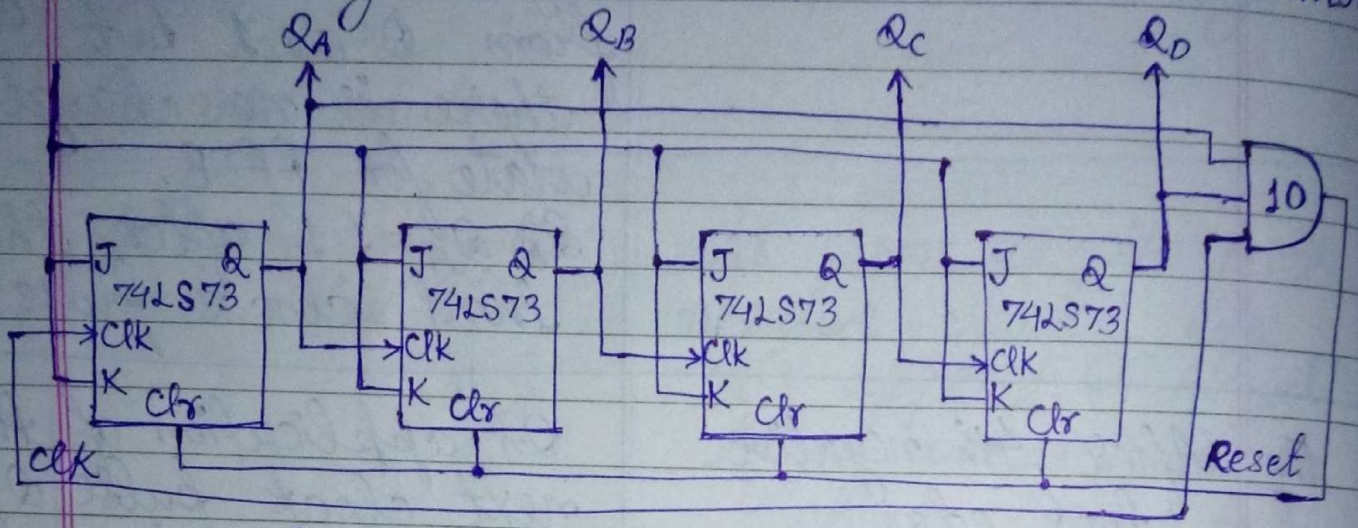 QA QB QC QD
10
J Q J Q J Q J Q
74LS73 74LS73 74LS73 74LS73
Clk Clk Clk Clk
K K K K
Clr Clr Clr Clr
Clk Reset